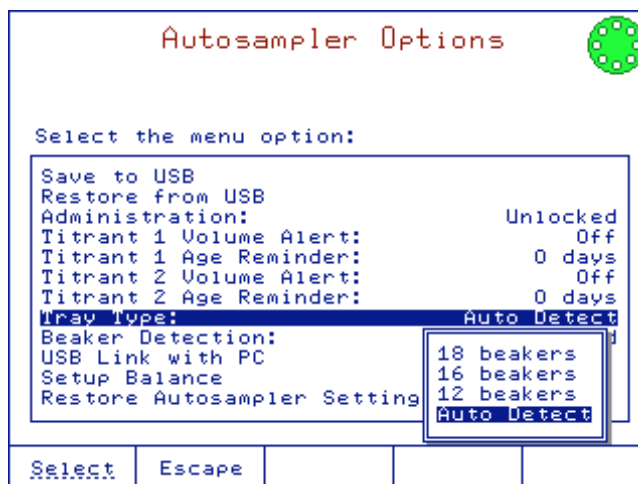 Autosampler Options
Select the menu option:
Save to USB
Restore from USB
Administration: Unlocked
Titrant 1 Volume Alert: Off
Titrant 1 Age Reminder: 0 days
Titrant 2 Volume Alert: Off
Titrant 2 Age Reminder: 0 days
Tray Type: Auto Detect
Beaker Detection:
USB Link with PC
Setup Balance
Restore Autosampler Setting
18 beakers
16 beakers
12 beakers
Auto Detect
Select Escape